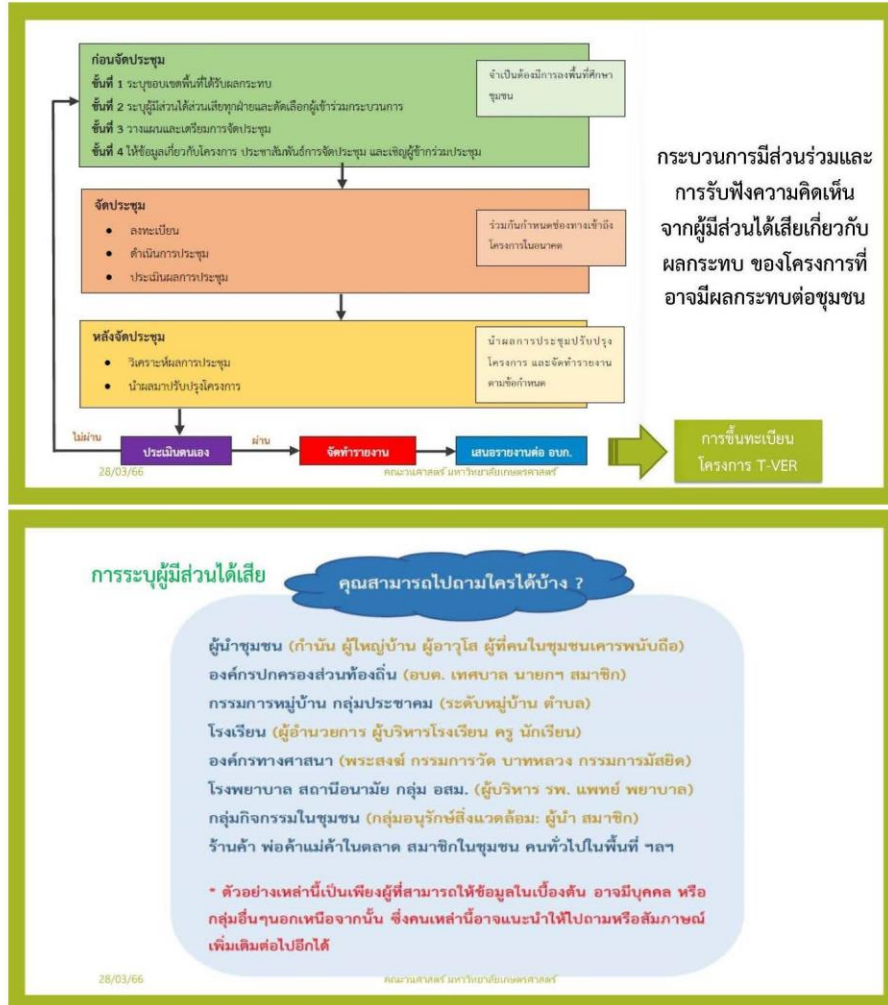 ก่อนจัดประชุม
ขั้นที่ 1 ระบุขอบเขตพื้นที่ได้รับผลกระทบ
ขั้นที่ 2 ระบุผู้มีส่วนได้ส่วนเสียทุกฝ่ายและคัดเลือกผู้เข้าร่วมกระบวนการ
ขั้นที่ 3 วางแผนและเตรียมการจัดประชุม
ขั้นที่ 4 ให้ข้อมูลเกี่ยวกับโครงการ ประชาสัมพันธ์การจัดประชุม และเชิญผู้เข้าร่วมประชุม
จำเป็นต้องมีการลงพื้นที่ศึกษา
ชุมชน
จัดประชุม
• ลงทะเบียน
• ดำเนินการประชุม
• ประเมินผลการประชุม
ร่วมกันกำหนดช่องทางเข้าถึง
โครงการในอนาคต
หลังจัดประชุม
• วิเคราะห์ผลการประชุม
• นำผลมาปรับปรุงโครงการ
นำผลการประชุมปรับปรุง
โครงการ และจัดทำรายงาน
ตามข้อกำหนด
กระบวนการมีส่วนร่วมและ
การรับฟังความคิดเห็น
จากผู้มีส่วนได้เสียเกี่ยวกับ
ผลกระทบ ของโครงการที่
อาจมีผลกระทบต่อชุมชน
ไม่ผ่าน
ประเมินตนเอง
ผ่าน
จัดทำรายงาน
เสนอรายงานต่อ อบก.
การขึ้นทะเบียน
โครงการ T-VER
28/03/66
คณะวนศาสตร์ มหาวิทยาลัยเกษตรศาสตร์
การระบุผู้มีส่วนได้เสีย
คุณสามารถไปถามใครได้บ้าง ?
ผู้นำชุมชน (กำนัน ผู้ใหญ่บ้าน ผู้อาวุโส ผู้ที่คนในชุมชนเคารพนับถือ)
องค์กรปกครองส่วนท้องถิ่น (อบต. เทศบาล นายกฯ สมาชิก)
กรรมการหมู่บ้าน กลุ่มประชาคม (ระดับหมู่บ้าน ตำบล)
โรงเรียน (ผู้อำนวยการ ผู้บริหารโรงเรียน ครู นักเรียน)
องค์กรทางศาสนา (พระสงฆ์ กรรมการวัด บาทหลวง กรรมการมัสยิด)
โรงพยาบาล สถานีอนามัย กลุ่ม อสม. (ผู้บริหาร รพ. แพทย์ พยาบาล)
กลุ่มกิจกรรมในชุมชน (กลุ่มอนุรักษ์สิ่งแวดล้อม: ผู้นำ สมาชิก)
ร้านค้า พ่อค้าแม่ค้าในตลาด สมาชิกในชุมชน คนทั่วไปในพื้นที่ ฯลฯ
* ตัวอย่างเหล่านี้เป็นเพียงผู้ที่สามารถให้ข้อมูลในเบื้องต้น อาจมีบุคคล หรือ
กลุ่มอื่นๆนอกเหนือจากนั้น ซึ่งคนเหล่านี้อาจแนะนำให้ไปถามหรือสัมภาษณ์
เพิ่มเติมต่อไปอีกได้
28/03/66
คณะวนศาสตร์ มหาวิทยาลัยเกษตรศาสตร์